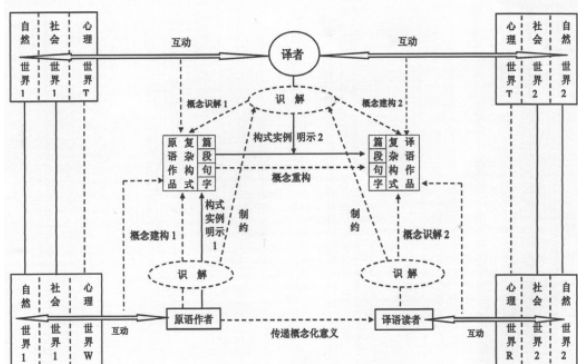 自然世界1
社会世界1
心理世界T
互动
译者
互动
心理世界T
社会世界2
自然世界2
识 解
概念识解1
概念建构2
构式实例 明示2
原语作品
复杂构式
篇段句字
译语作品
复杂构式
篇段句字
概念重构
构式
实例
明示
1
制约
制约
概念建构1
概念识解2
识 解
识 解
自然世界1
社会世界1
心理世界W
互动
原语作者
传递概念化意义
译语读者
互动
心理世界R
社会世界2
自然世界2